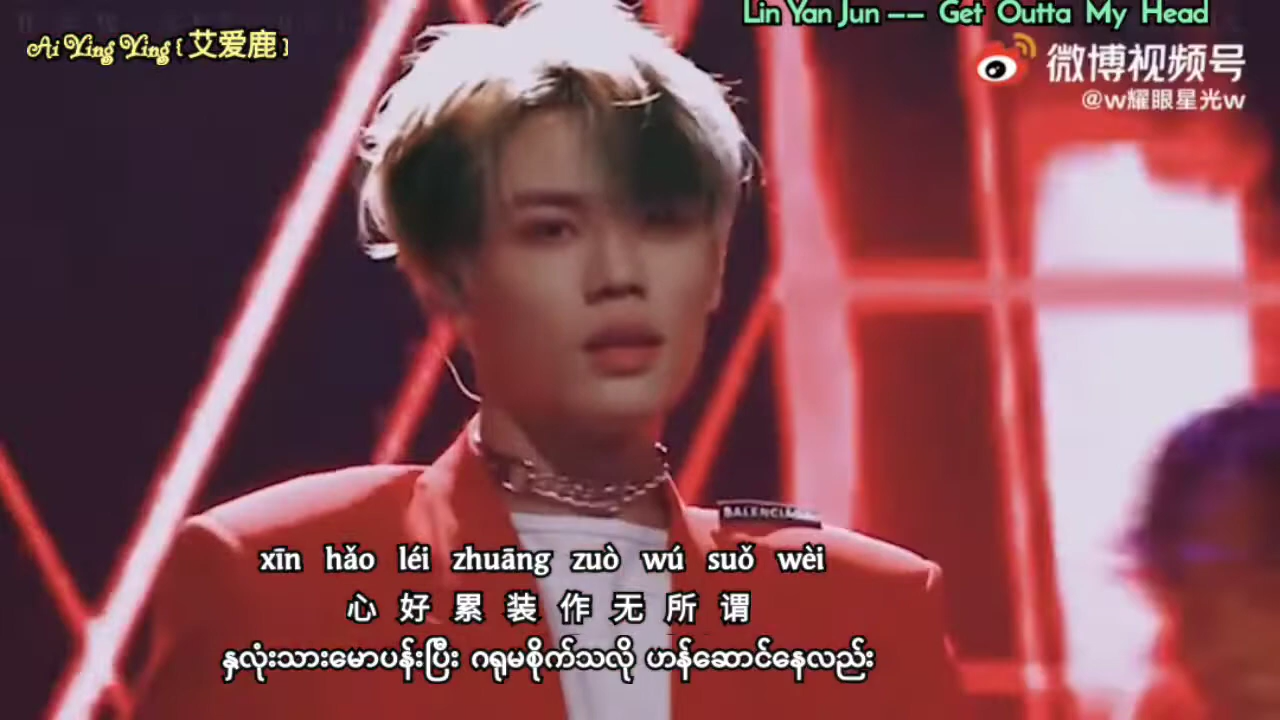 Lin Yan Jun -- Get Outta My Head
Ai Ying Ying { 艾爱鹿 }
微博视频号
@w耀眼星光w
BALENCIAGA
xīn hǎo léi zhuāng zuò wú suǒ wèi
心 好 累 装 作 无 所 谓
နှလုံးသားမောပန်းပြီး ဂရုမစိုက်သလို ဟန်ဆောင်နေလည်း